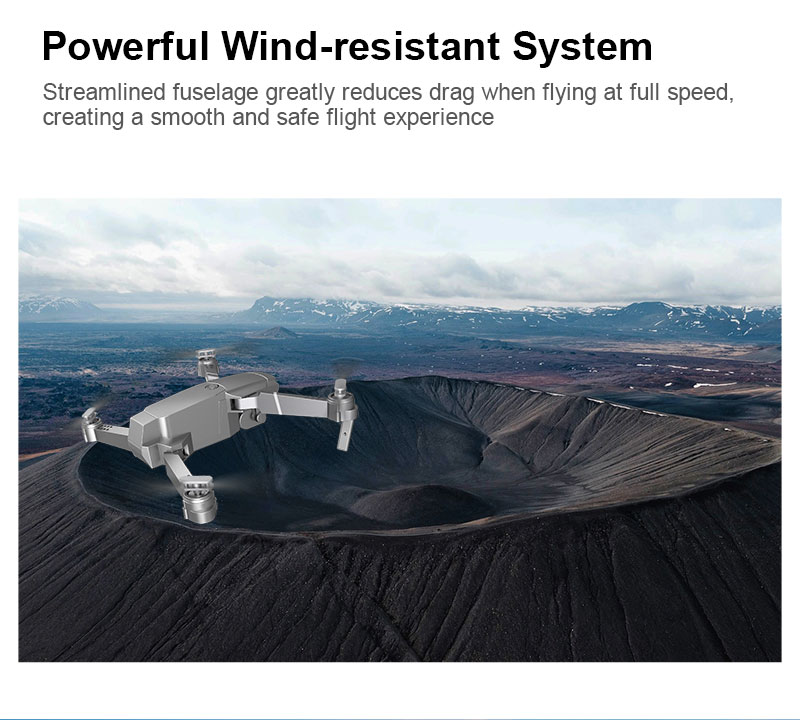 Powerful Wind-resistant System
Streamlined fuselage greatly reduces drag when flying at full speed,
creating a smooth and safe flight experience